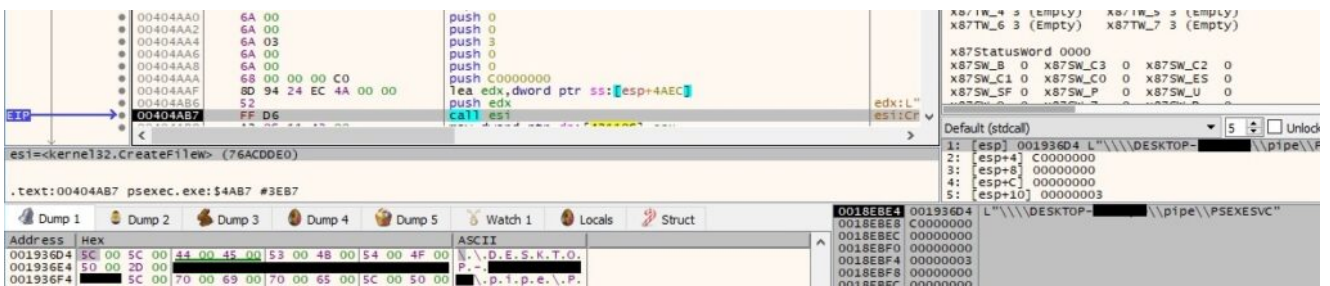 00404AA0 6A 00 push 0
00404AA2 6A 00 push 0
00404AA4 6A 03 push 3
00404AA6 6A 00 push 0
00404AA8 6A 00 push 0
00404AAA 68 00 00 00 C0 push C0000000
00404AAF 8D 94 24 EC 4A 00 00 lea edx,dword ptr ss:[esp+4AEC]
00404AB6 52 push edx edx:L"
EIP 00404AB7 FF D6 call esi esi:Cr
esi=<kernel32.CreateFileW> (76ACDDE0)
.text:00404AB7 psexec.exe:$4AB7 #3EB7
x87TW_4 3 (Empty) x87TW_5 3 (Empty)
x87TW_6 3 (Empty) x87TW_7 3 (Empty)
x87StatusWord 0000
x87SW_B 0 x87SW_C3 0 x87SW_C2 0
x87SW_C1 0 x87SW_C0 0 x87SW_ES 0
x87SW_SF 0 x87SW_P 0 x87SW_U 0
Default (stdcall) 5 Unlock
1: [esp] 001936D4 L"\\\\DESKTOP- \\pipe\\P
2: [esp+4] C0000000
3: [esp+8] 00000000
4: [esp+C] 00000000
5: [esp+10] 00000003
Dump 1 Dump 2 Dump 3 Dump 4 Dump 5 Watch 1 Locals Struct
Address Hex ASCII
001936D4 5C 00 5C 00 44 00 45 00 53 00 4B 00 54 00 4F 00 \.\.D.E.S.K.T.O.
001936E4 50 00 2D 00 P.-.
001936F4 5C 00 70 00 69 00 70 00 65 00 5C 00 50 00 \.p.i.p.e.\.P.
0018EBE4 001936D4 L"\\\\DESKTOP- \\pipe\\PSEXESVC"
0018EBE8 C0000000
0018EBEC 00000000
0018EBF0 00000000
0018EBF4 00000003
0018EBF8 00000000
0018EBFC 00000000